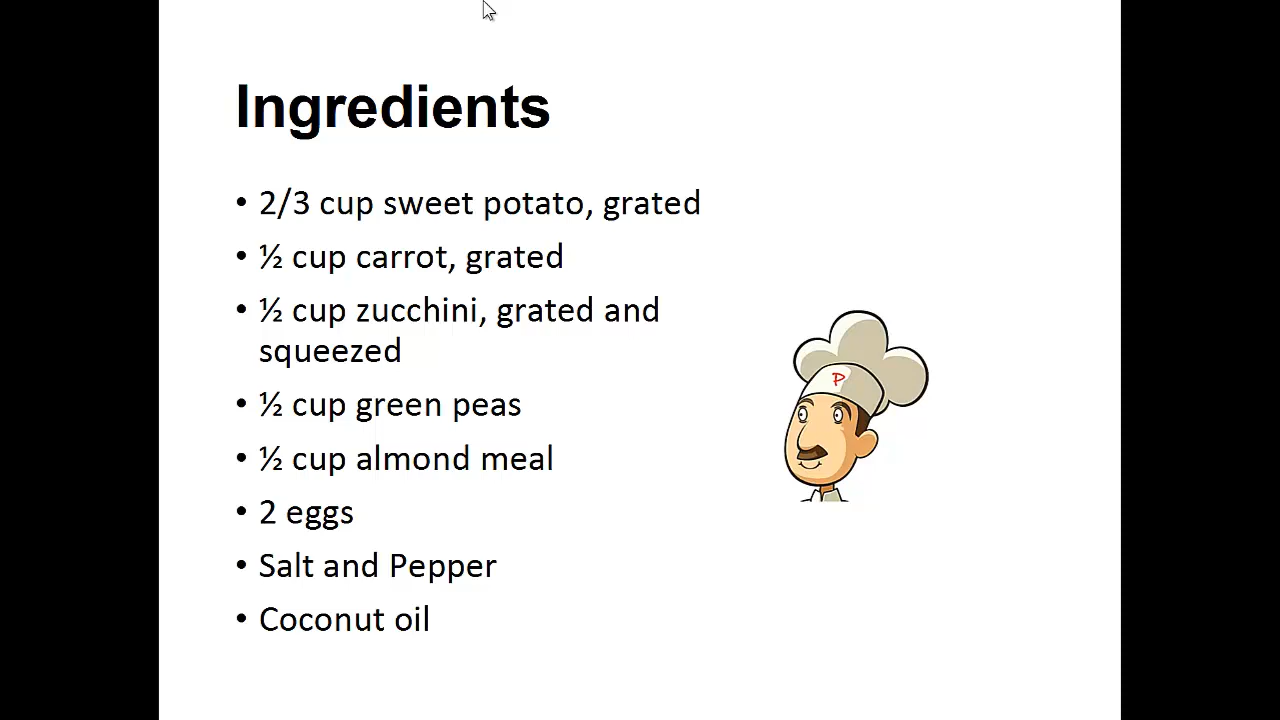 Ingredients
• 2/3 cup sweet potato, grated
• ½ cup carrot, grated
• ½ cup zucchini, grated and
squeezed
• ½ cup green peas
• ½ cup almond meal
• 2 eggs
• Salt and Pepper
• Coconut oil
P